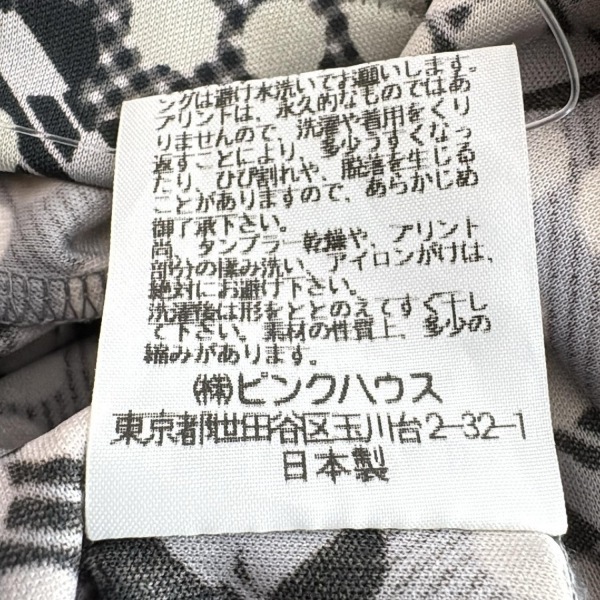 ングは避け水洗いでお願いします。
プリントは、永久的なものではあ
りませんので、洗濯や着用をくり
返すことにより、多少うすくなっ
たり、ひび割れや、脱落を生じる
ことがありますので、あらかじめ
御了承下さい。
尚、タンブラー乾燥や、プリント
部分の揉み洗い、アイロンがけは、
絶対にお避け下さい。
洗濯後は形をととのえてすぐ干し
て下さい。素材の性質上、多少の
縮みがあります。
㈱ピンクハウス
東京都世田谷区玉川台2-32-1
日本製